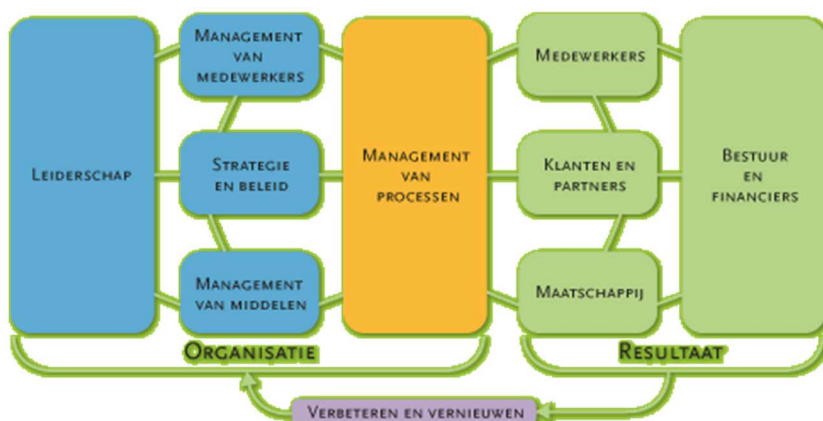 LEIDERSCHAP
MANAGEMENT
VAN
MEDEWERKERS
STRATEGIE
EN BELEID
MANAGEMENT
VAN MIDDELEN
MANAGEMENT
VAN
PROCESSEN
MEDEWERKERS
KLANTEN EN
PARTNERS
MAATSCHAPPIJ
BESTUUR
EN
FINANCIERS
ORGANISATIE
RESULTAAT
VERBETEREN EN VERNIEUWEN